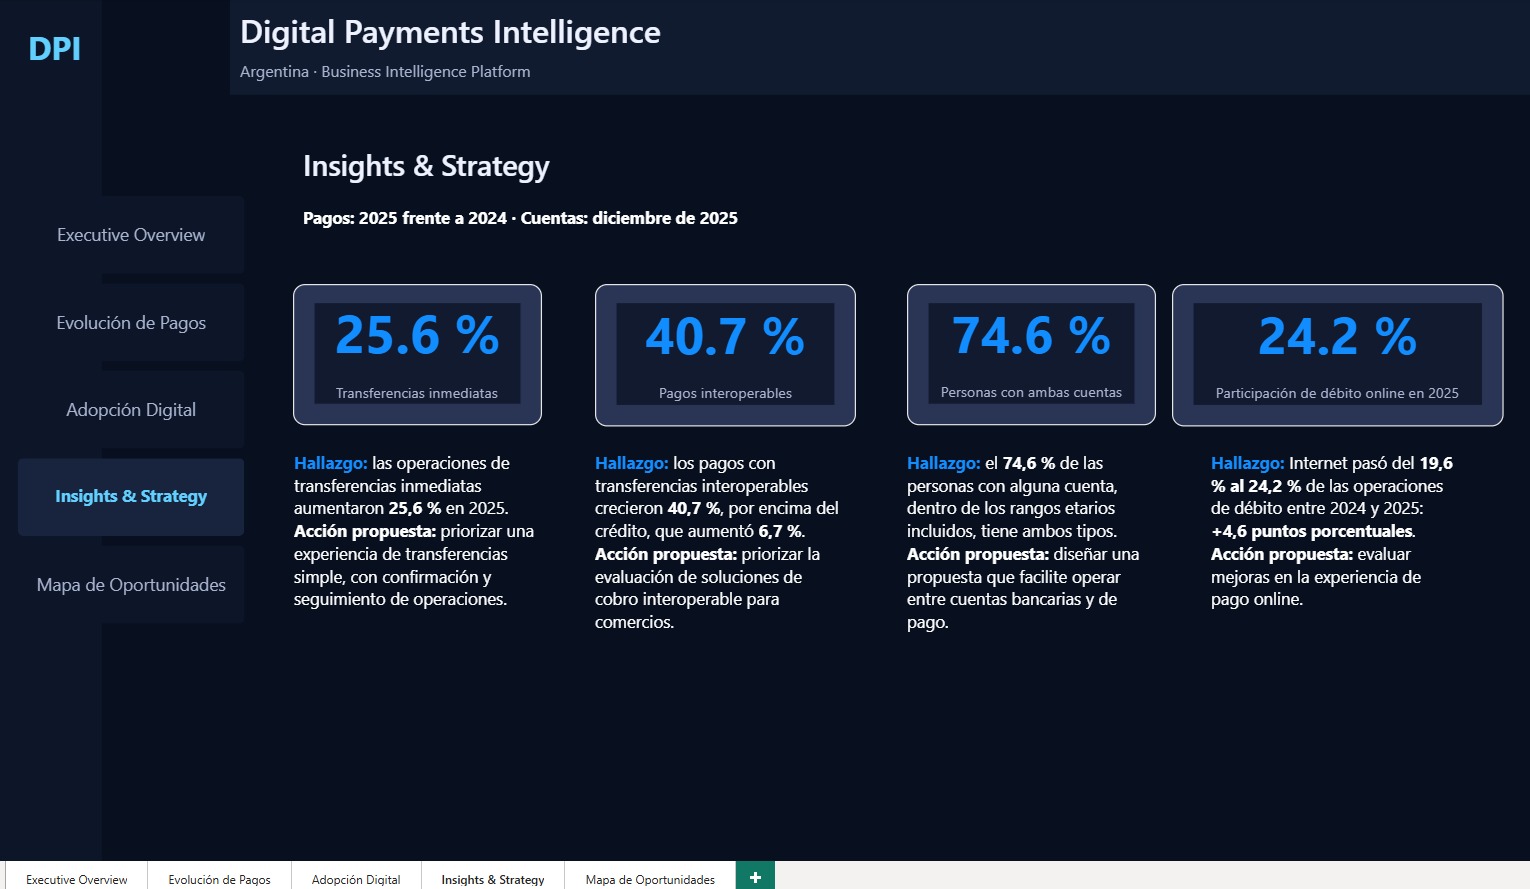 DPI
Digital Payments Intelligence
Argentina · Business Intelligence Platform
Insights & Strategy
Pagos: 2025 frente a 2024 · Cuentas: diciembre de 2025
Executive Overview
Evolución de Pagos
Adopción Digital
Insights & Strategy
Mapa de Oportunidades
25.6 %
Transferencias inmediatas
40.7 %
Pagos interoperables
74.6 %
Personas con ambas cuentas
24.2 %
Participación de débito online en 2025
Hallazgo: las operaciones de
transferencias inmediatas
aumentaron 25,6 % en 2025.
Acción propuesta: priorizar una
experiencia de transferencias
simple, con confirmación y
seguimiento de operaciones.
Hallazgo: los pagos con
transferencias interoperables
crecieron 40,7 %, por encima del
crédito, que aumentó 6,7 %.
Acción propuesta: priorizar la
evaluación de soluciones de
cobro interoperable para
comercios.
Hallazgo: el 74,6 % de las
personas con alguna cuenta,
dentro de los rangos etarios
incluidos, tiene ambos tipos.
Acción propuesta: diseñar una
propuesta que facilite operar
entre cuentas bancarias y de
pago.
Hallazgo: Internet pasó del 19,6
% al 24,2 % de las operaciones
de débito entre 2024 y 2025:
+4,6 puntos porcentuales.
Acción propuesta: evaluar
mejoras en la experiencia de
pago online.
Executive Overview
Evolución de Pagos
Adopción Digital
Insights & Strategy
Mapa de Oportunidades
+